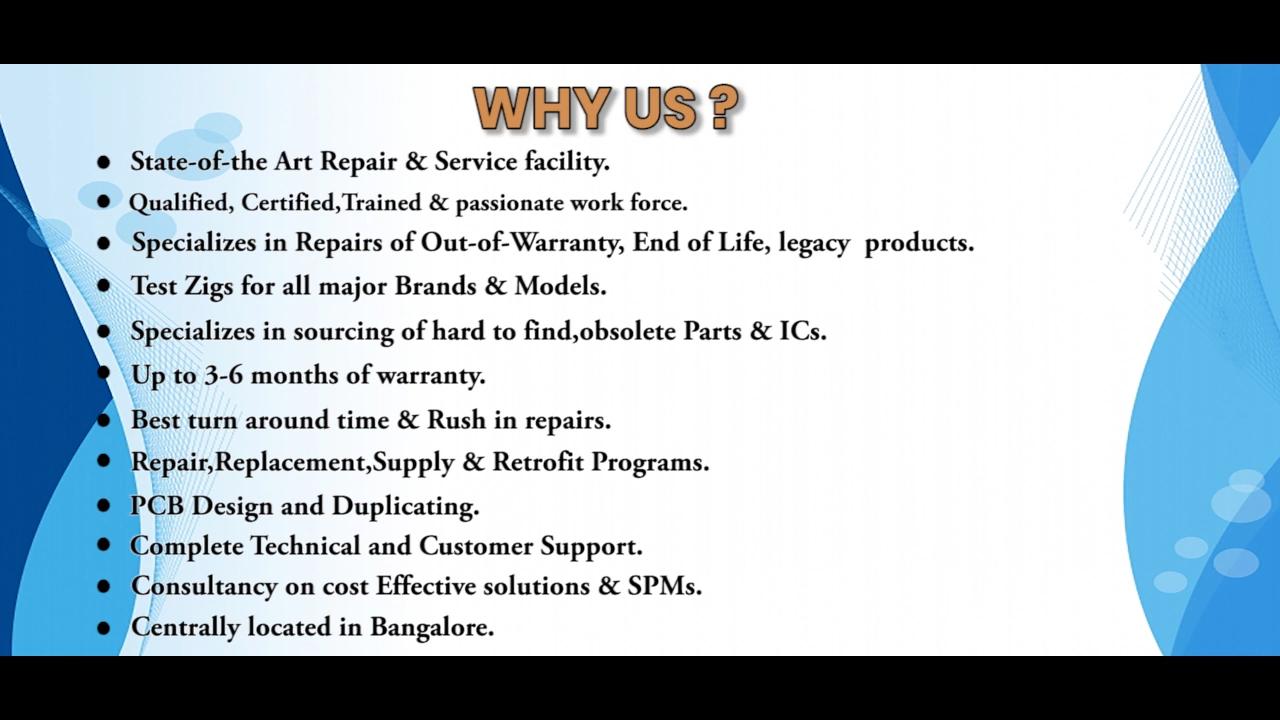 WHY US ?
• State-of-the Art Repair & Service facility.
• Qualified, Certified,Trained & passionate work force.
• Specializes in Repairs of Out-of-Warranty, End of Life, legacy  products.
• Test Zigs for all major Brands & Models.
• Specializes in sourcing of hard to find,obsolete Parts & ICs.
• Up to 3-6 months of warranty.
• Best turn around time & Rush in repairs.
• Repair,Replacement,Supply & Retrofit Programs.
• PCB Design and Duplicating.
• Complete Technical and Customer Support.
• Consultancy on cost Effective solutions & SPMs.
• Centrally located in Bangalore.